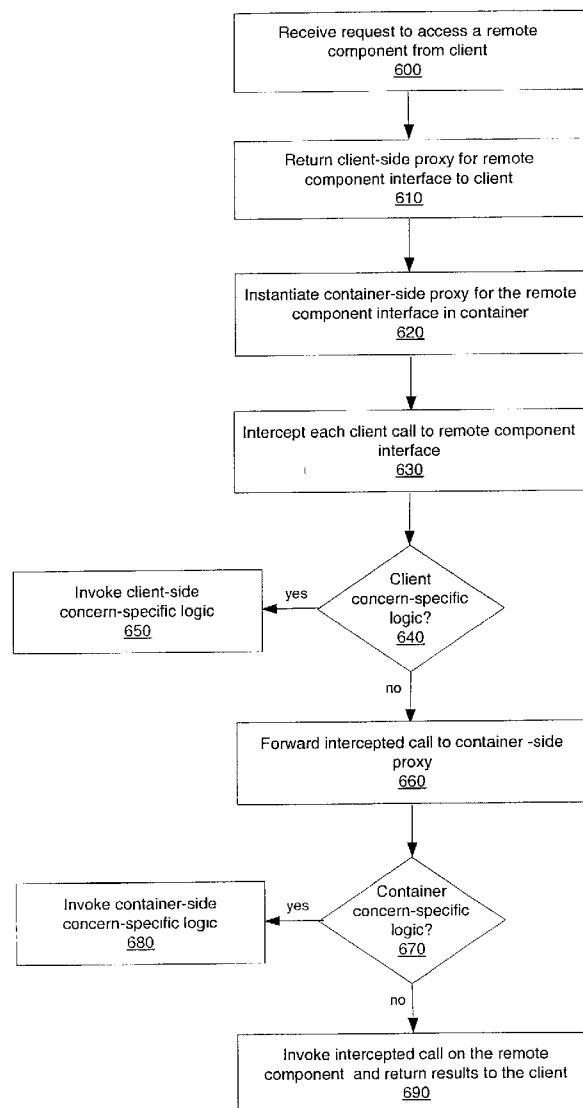 Receive request to access a remote
component from client
600
Return client-side proxy for remote
component interface to client
610
Instantiate container-side proxy for the remote
component interface in container
620
Intercept each client call to remote component
interface
630
Client
concern-specific
logic?
640
yes
Invoke client-side
concern-specific logic
650
no
Forward intercepted call to container -side
proxy
660
Container
concern-specific
logic?
670
yes
Invoke container-side
concern-specific logic
680
no
Invoke intercepted call on the remote
component and return results to the client
690